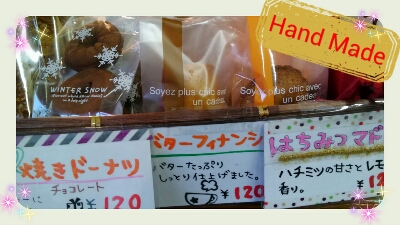 Hand Made
WINTER SNOW
Soyez plus chic avec
un cadea
Soyez plus chic avec
un cadea
焼きドーナツ
チョコレート
¥120
バターフィナンシ
バターたっぷり
しっとり仕上げました。
¥120
はちみつマド
ハチミツの甘さとレモ
香り。
¥12